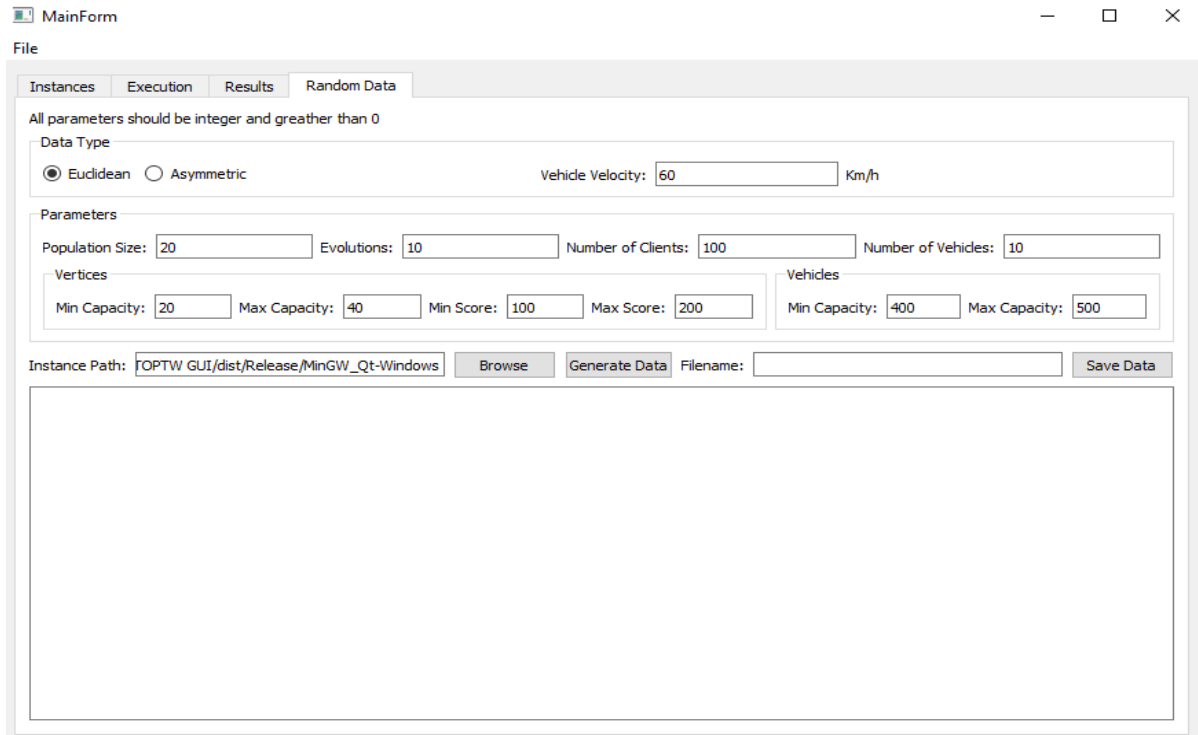 MainForm
File
Instances Execution Results Random Data
All parameters should be integer and greather than 0
Data Type
Euclidean Asymmetric Vehicle Velocity: 60 Km/h
Parameters
Population Size: 20 Evolutions: 10 Number of Clients: 100 Number of Vehicles: 10
Vertices Vehicles
Min Capacity: 20 Max Capacity: 40 Min Score: 100 Max Score: 200 Min Capacity: 400 Max Capacity: 500
Instance Path: TOPTW GUI/dist/Release/MinGW_Qt-Windows Browse Generate Data Filename: Save Data